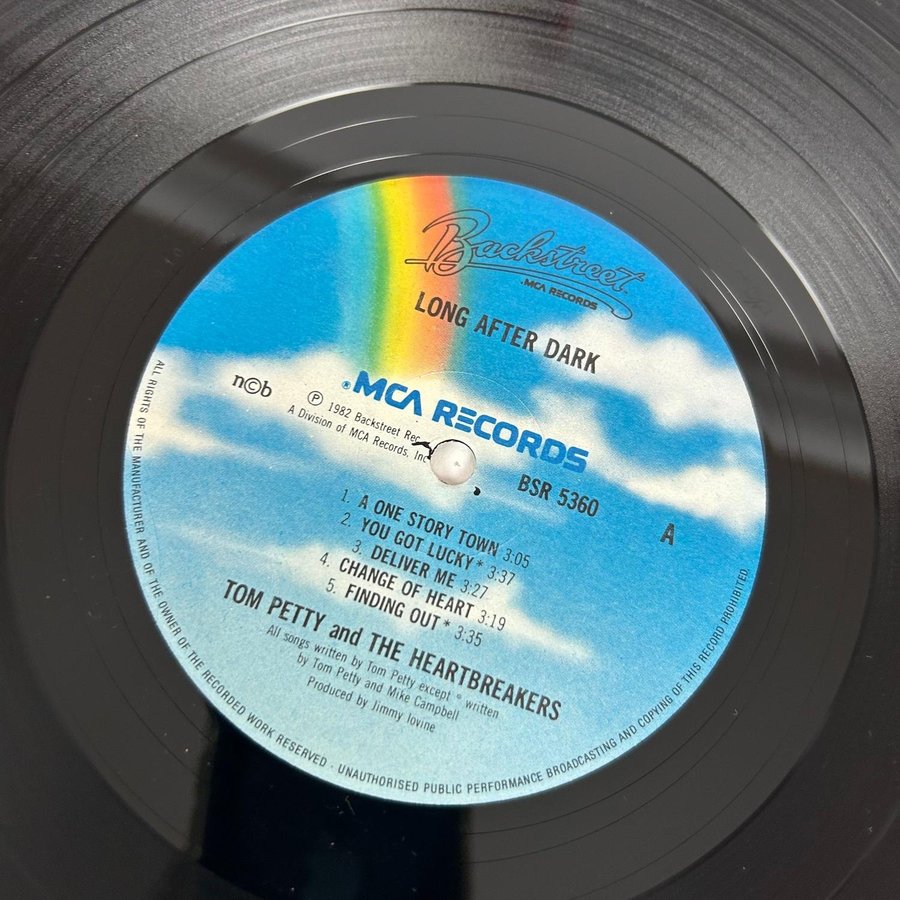 Backstreet
MCA RECORDS
LONG AFTER DARK
®MCA RECORDS
n©b
℗ 1982 Backstreet Rec
A Division of MCA Records, Inc
BSR 5360
A
1. A ONE STORY TOWN 3:05
2. YOU GOT LUCKY* 3:37
3. DELIVER ME 3:27
4. CHANGE OF HEART 3:19
5. FINDING OUT* 3:35
TOM PETTY and THE HEARTBREAKERS
All songs written by Tom Petty except * written
by Tom Petty and Mike Campbell
Produced by Jimmy Iovine
ALL RIGHTS OF THE MANUFACTURER AND OF THE OWNER OF THE RECORDED WORK RESERVED · UNAUTHORISED PUBLIC PERFORMANCE BROADCASTING AND COPYING OF THIS RECORD PROHIBITED